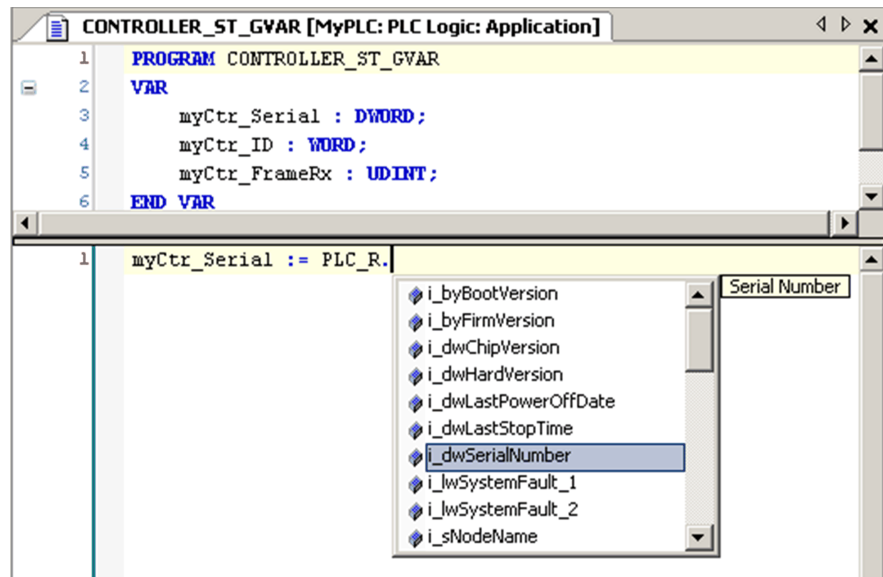 CONTROLLER_ST_GVAR [MyPLC: PLC Logic: Application]
1 PROGRAM CONTROLLER_ST_GVAR
2 VAR
3 myCtr_Serial : DWORD;
4 myCtr_ID : WORD;
5 myCtr_FrameRx : UDINT;
6 END_VAR
1 myCtr_Serial := PLC_R.
i_byBootVersion
i_byFirmVersion
i_dwChipVersion
i_dwHardVersion
i_dwLastPowerOffDate
i_dwLastStopTime
i_dwSerialNumber
i_lwSystemFault_1
i_lwSystemFault_2
i_sNodeName
Serial Number